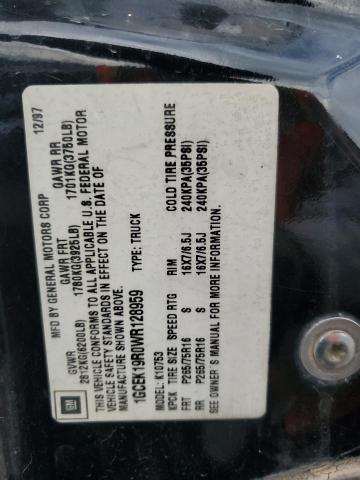 GM
MFD BY GENERAL MOTORS CORP 12/97
GVWR GAWR FRT GAWR RR
2812KG(6200LB) 1780KG(3925LB) 1701KG(3750LB)
THIS VEHICLE CONFORMS TO ALL APPLICABLE U.S. FEDERAL MOTOR
VEHICLE SAFETY STANDARDS IN EFFECT ON THE DATE OF
MANUFACTURE SHOWN ABOVE.
1GCEK19R0WR128959 TYPE: TRUCK
MODEL: K10753
KPCK TIRE SIZE SPEED RTG RIM COLD TIRE PRESSURE
FRT P265/75R16 S 16X7/6.5J 240KPA(35PSI)
RR P265/75R16 S 16X7/6.5J 240KPA(35PSI)
SEE OWNER'S MANUAL FOR MORE INFORMATION.